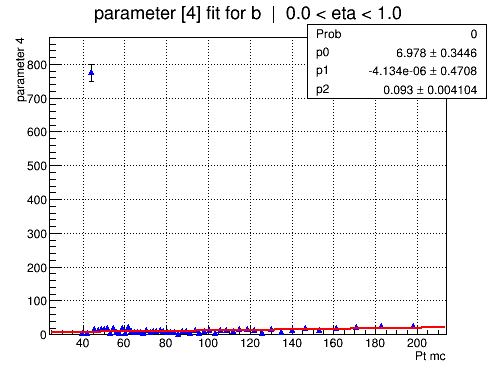 parameter [4] fit for b | 0.0 < eta < 1.0
Prob 0
p0 6.978 ± 0.3446
p1 -4.134e-06 ± 0.4708
p2 0.093 ± 0.004104
parameter 4
800
700
600
500
400
300
200
100
0
40 60 80 100 120 140 160 180 200
Pt mc